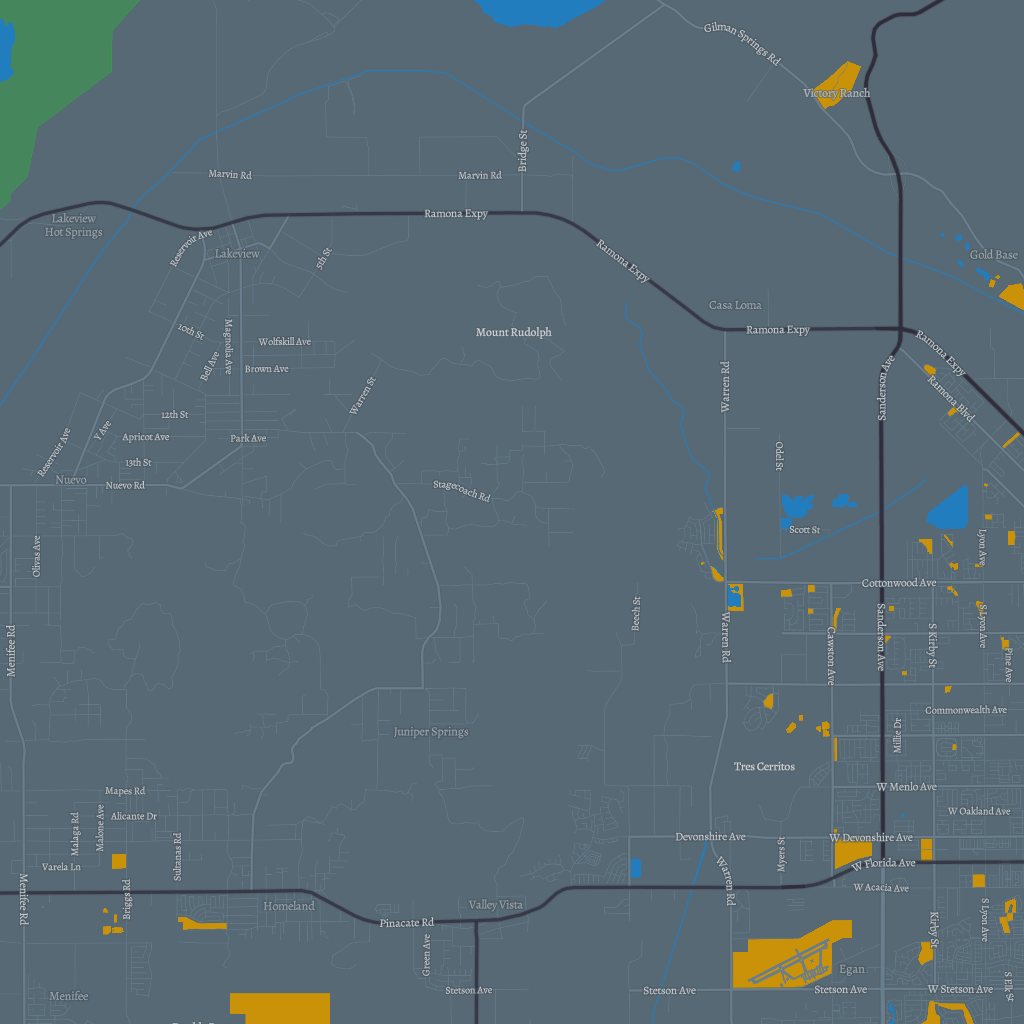 Gilman Springs Rd
Victory Ranch
Bridge St
Marvin Rd
Marvin Rd
Lakeview
Hot Springs
Ramona Expy
Reservoir Ave
Lakeview
5th St
Ramona Expy
Gold Base
Casa Loma
10th St
Magnolia Ave
Wolfskill Ave
Mount Rudolph
Ramona Expy
Ramona Expy
Bell Ave
Brown Ave
Warren St
Warren Rd
Sanderson Ave
Ramona Blvd
12th St
Y Ave
Apricot Ave
Park Ave
Reservoir Ave
13th St
Odel St
Nuevo
Nuevo Rd
Stagecoach Rd
Scott St
Olivas Ave
Lyon Ave
Cottonwood Ave
Beech St
Menifee Rd
Warren Rd
Cawston Ave
Sanderson Ave
S Kirby St
S Lyon Ave
Pine Ave
Commonwealth Ave
Juniper Springs
Millie Dr
Tres Cerritos
Mapes Rd
W Menlo Ave
Malaga Rd
Malone Ave
Alicante Dr
W Oakland Ave
Sultanas Rd
Devonshire Ave
Myers St
W Devonshire Ave
Varela Ln
W Florida Ave
Menifee Rd
Briggs Rd
Warren Rd
W Acacia Ave
Homeland
Valley Vista
Pinacate Rd
Kirby St
S Lyon Ave
Green Ave
Egan
Menifee
Stetson Ave
Stetson Ave
Stetson Ave
W Stetson Ave
S Elk St